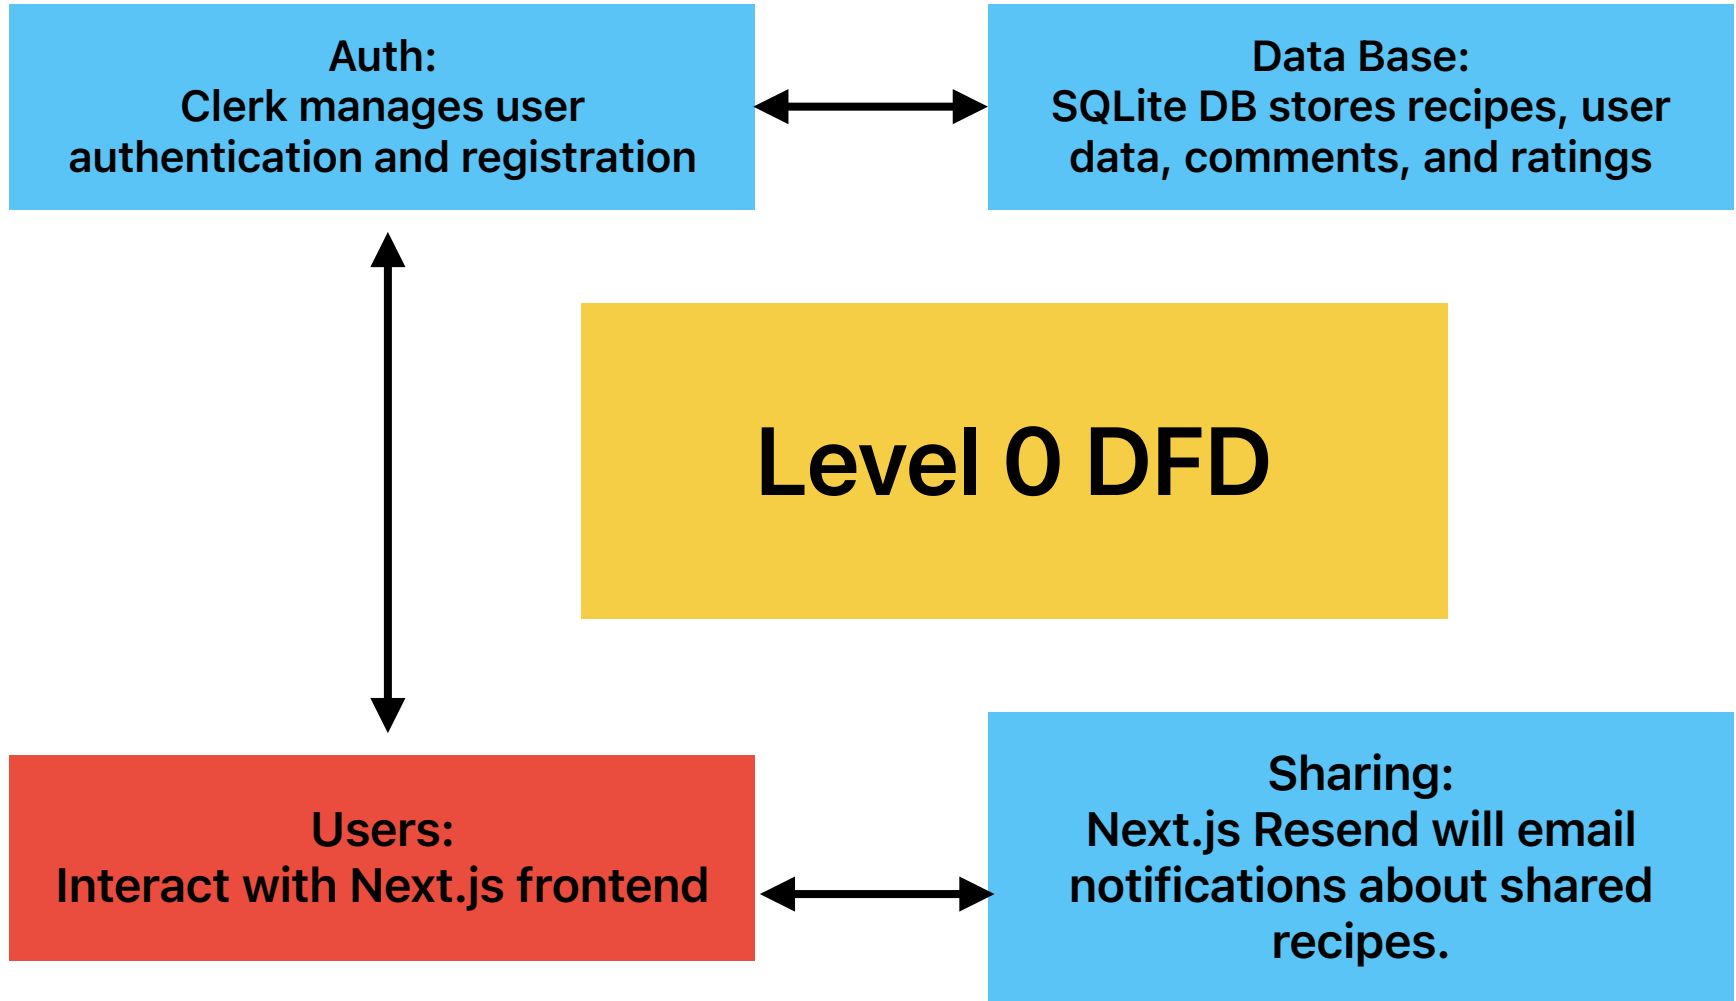 Auth:
Clerk manages user
authentication and registration
Data Base:
SQLite DB stores recipes, user
data, comments, and ratings
Level 0 DFD
Users:
Interact with Next.js frontend
Sharing:
Next.js Resend will email
notifications about shared
recipes.